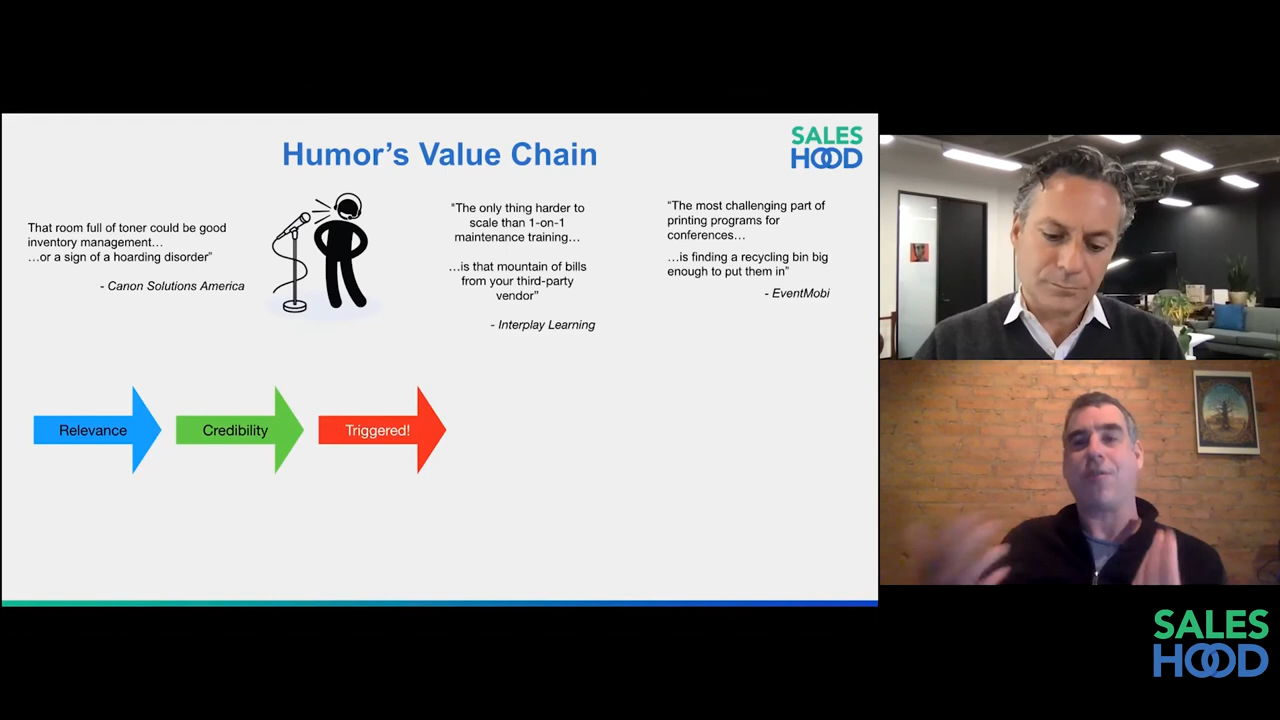 Humor's Value Chain
SALES
HOOD
That room full of toner could be good
inventory management…
…or a sign of a hoarding disorder”
- Canon Solutions America
"The only thing harder to
scale than 1-on-1
maintenance training…
…is that mountain of bills
from your third-party
vendor”
- Interplay Learning
“The most challenging part of
printing programs for
conferences…
…is finding a recycling bin big
enough to put them in”
- EventMobi
Relevance
Credibility
Triggered!
SALES
HOOD